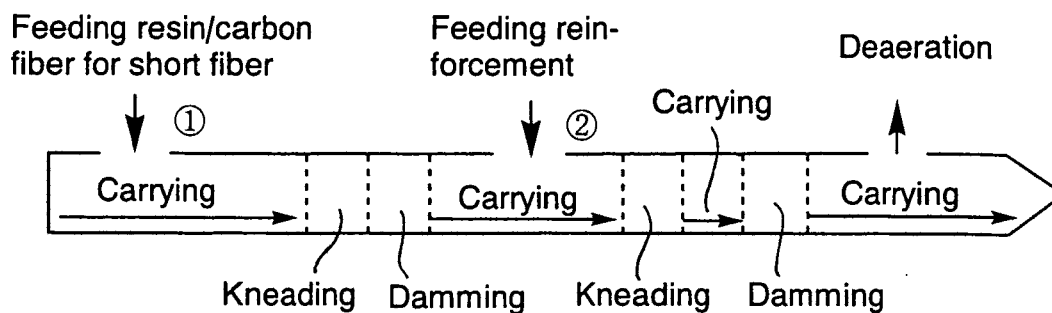 Feeding resin/carbon
fiber for short fiber
①
Feeding rein-
forcement
②
Carrying
Deaeration
Carrying
Carrying
Carrying
Kneading
Damming
Kneading
Damming